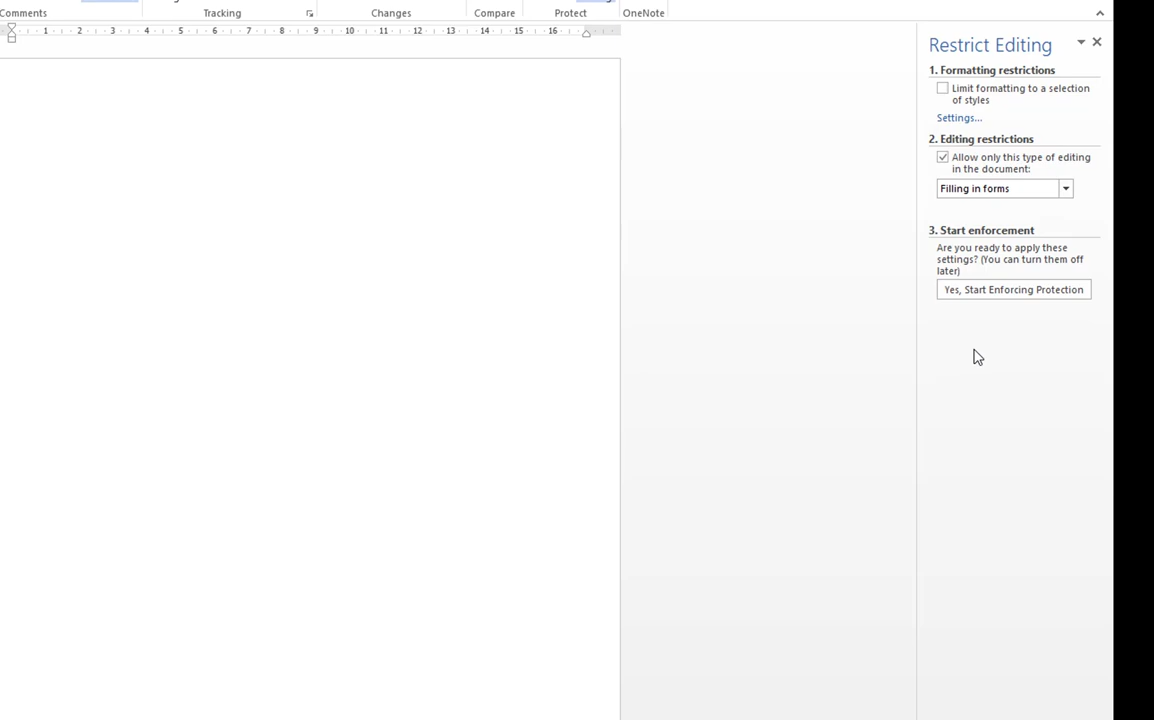 Comments Tracking Changes Compare Protect OneNote
1 2 3 4 5 6 7 8 9 10 11 12 13 14 15 16
Restrict Editing
1. Formatting restrictions
Limit formatting to a selection
of styles
Settings...
2. Editing restrictions
Allow only this type of editing
in the document:
Filling in forms
3. Start enforcement
Are you ready to apply these
settings? (You can turn them off
later)
Yes, Start Enforcing Protection